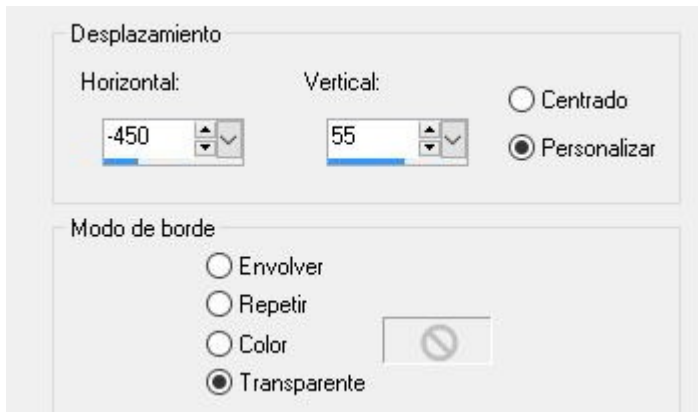 Desplazamiento
Horizontal:
Vertical:
-450
55
Centrado
Personalizar
Modo de borde
Envolver
Repetir
Color
Transparente